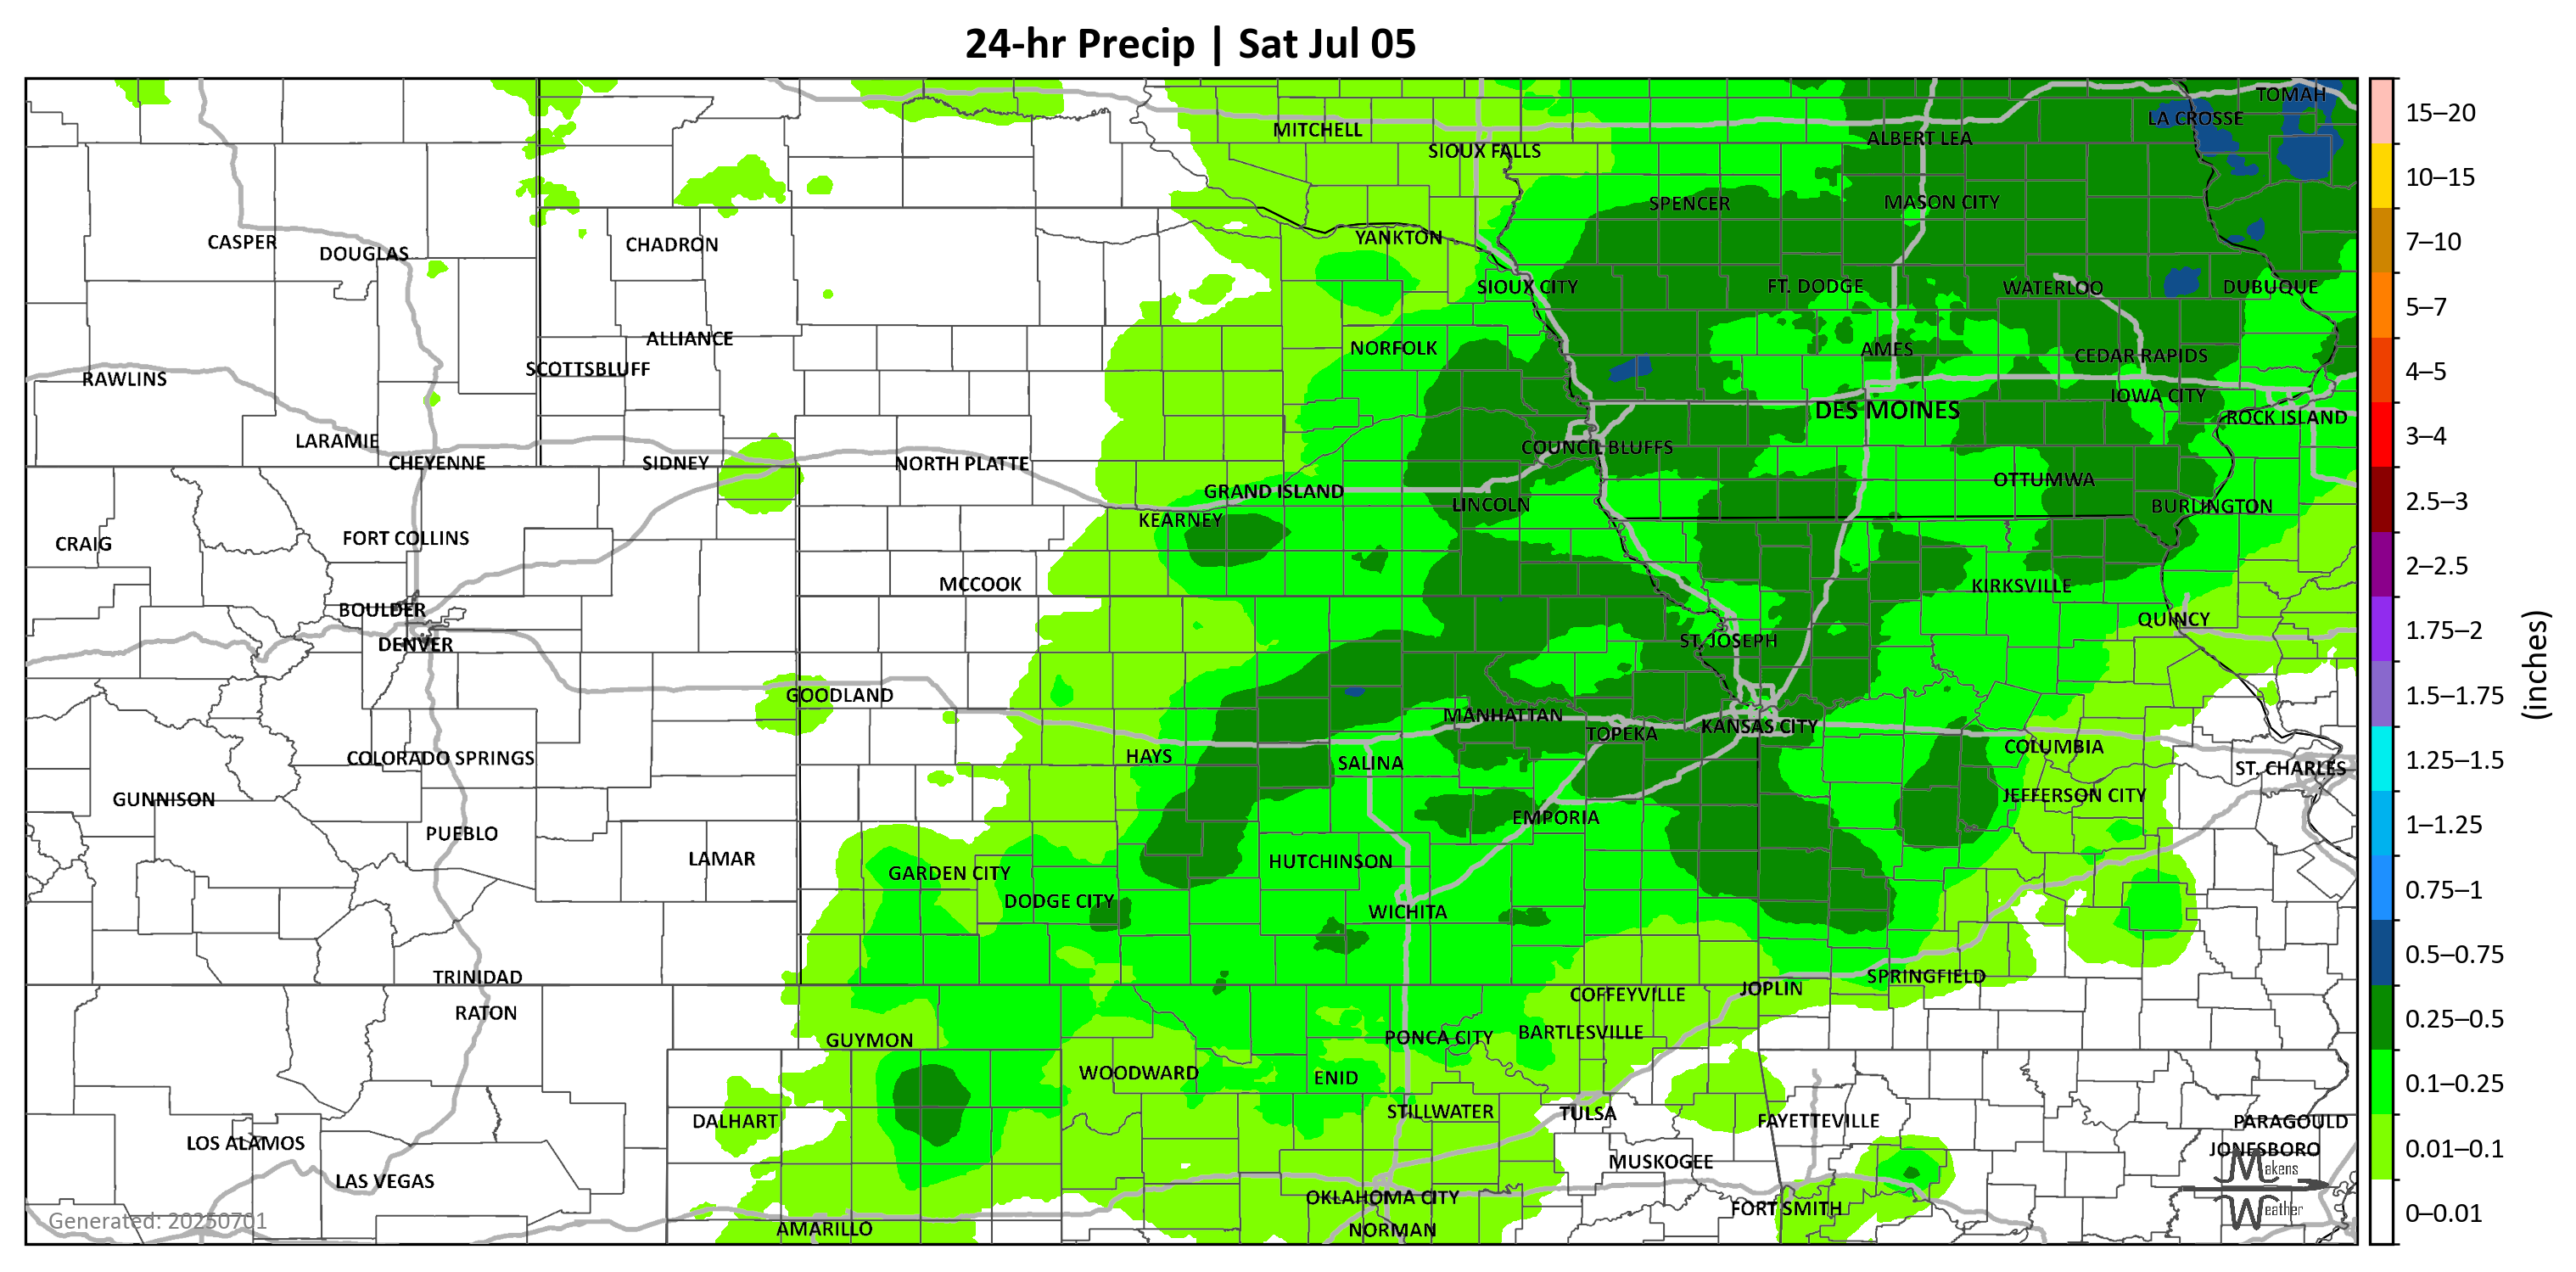 24-hr Precip | Sat Jul 05
TOMAH
LA CROSSE
MITCHELL
ALBERT LEA
SIOUX FALLS
SPENCER
MASON CITY
CASPER
DOUGLAS
CHADRON
YANKTON
SIOUX CITY
FT. DODGE
WATERLOO
DUBUQUE
ALLIANCE
NORFOLK
AMES
CEDAR RAPIDS
SCOTTSBLUFF
RAWLINS
IOWA CITY
DES MOINES
ROCK ISLAND
LARAMIE
COUNCIL BLUFFS
CHEYENNE
SIDNEY
NORTH PLATTE
OTTUMWA
GRAND ISLAND
LINCOLN
BURLINGTON
KEARNEY
FORT COLLINS
CRAIG
MCCOOK
KIRKSVILLE
BOULDER
QUINCY
DENVER
ST. JOSEPH
GOODLAND
MANHATTAN
KANSAS CITY
TOPEKA
COLUMBIA
HAYS
COLORADO SPRINGS
SALINA
ST. CHARLES
GUNNISON
JEFFERSON CITY
EMPORIA
PUEBLO
LAMAR
HUTCHINSON
GARDEN CITY
DODGE CITY
WICHITA
TRINIDAD
SPRINGFIELD
JOPLIN
COFFEYVILLE
RATON
BARTLESVILLE
GUYMON
PONCA CITY
WOODWARD
ENID
STILLWATER
TULSA
DALHART
FAYETTEVILLE
PARAGOULD
LOS ALAMOS
JONESBORO
MUSKOGEE
LAS VEGAS
OKLAHOMA CITY
FORT SMITH
AMARILLO
NORMAN
Generated: 20250701
Makens
Weather
15–20
10–15
7–10
5–7
4–5
3–4
2.5–3
2–2.5
1.75–2
1.5–1.75
1.25–1.5
1–1.25
0.75–1
0.5–0.75
0.25–0.5
0.1–0.25
0.01–0.1
0–0.01
(inches)